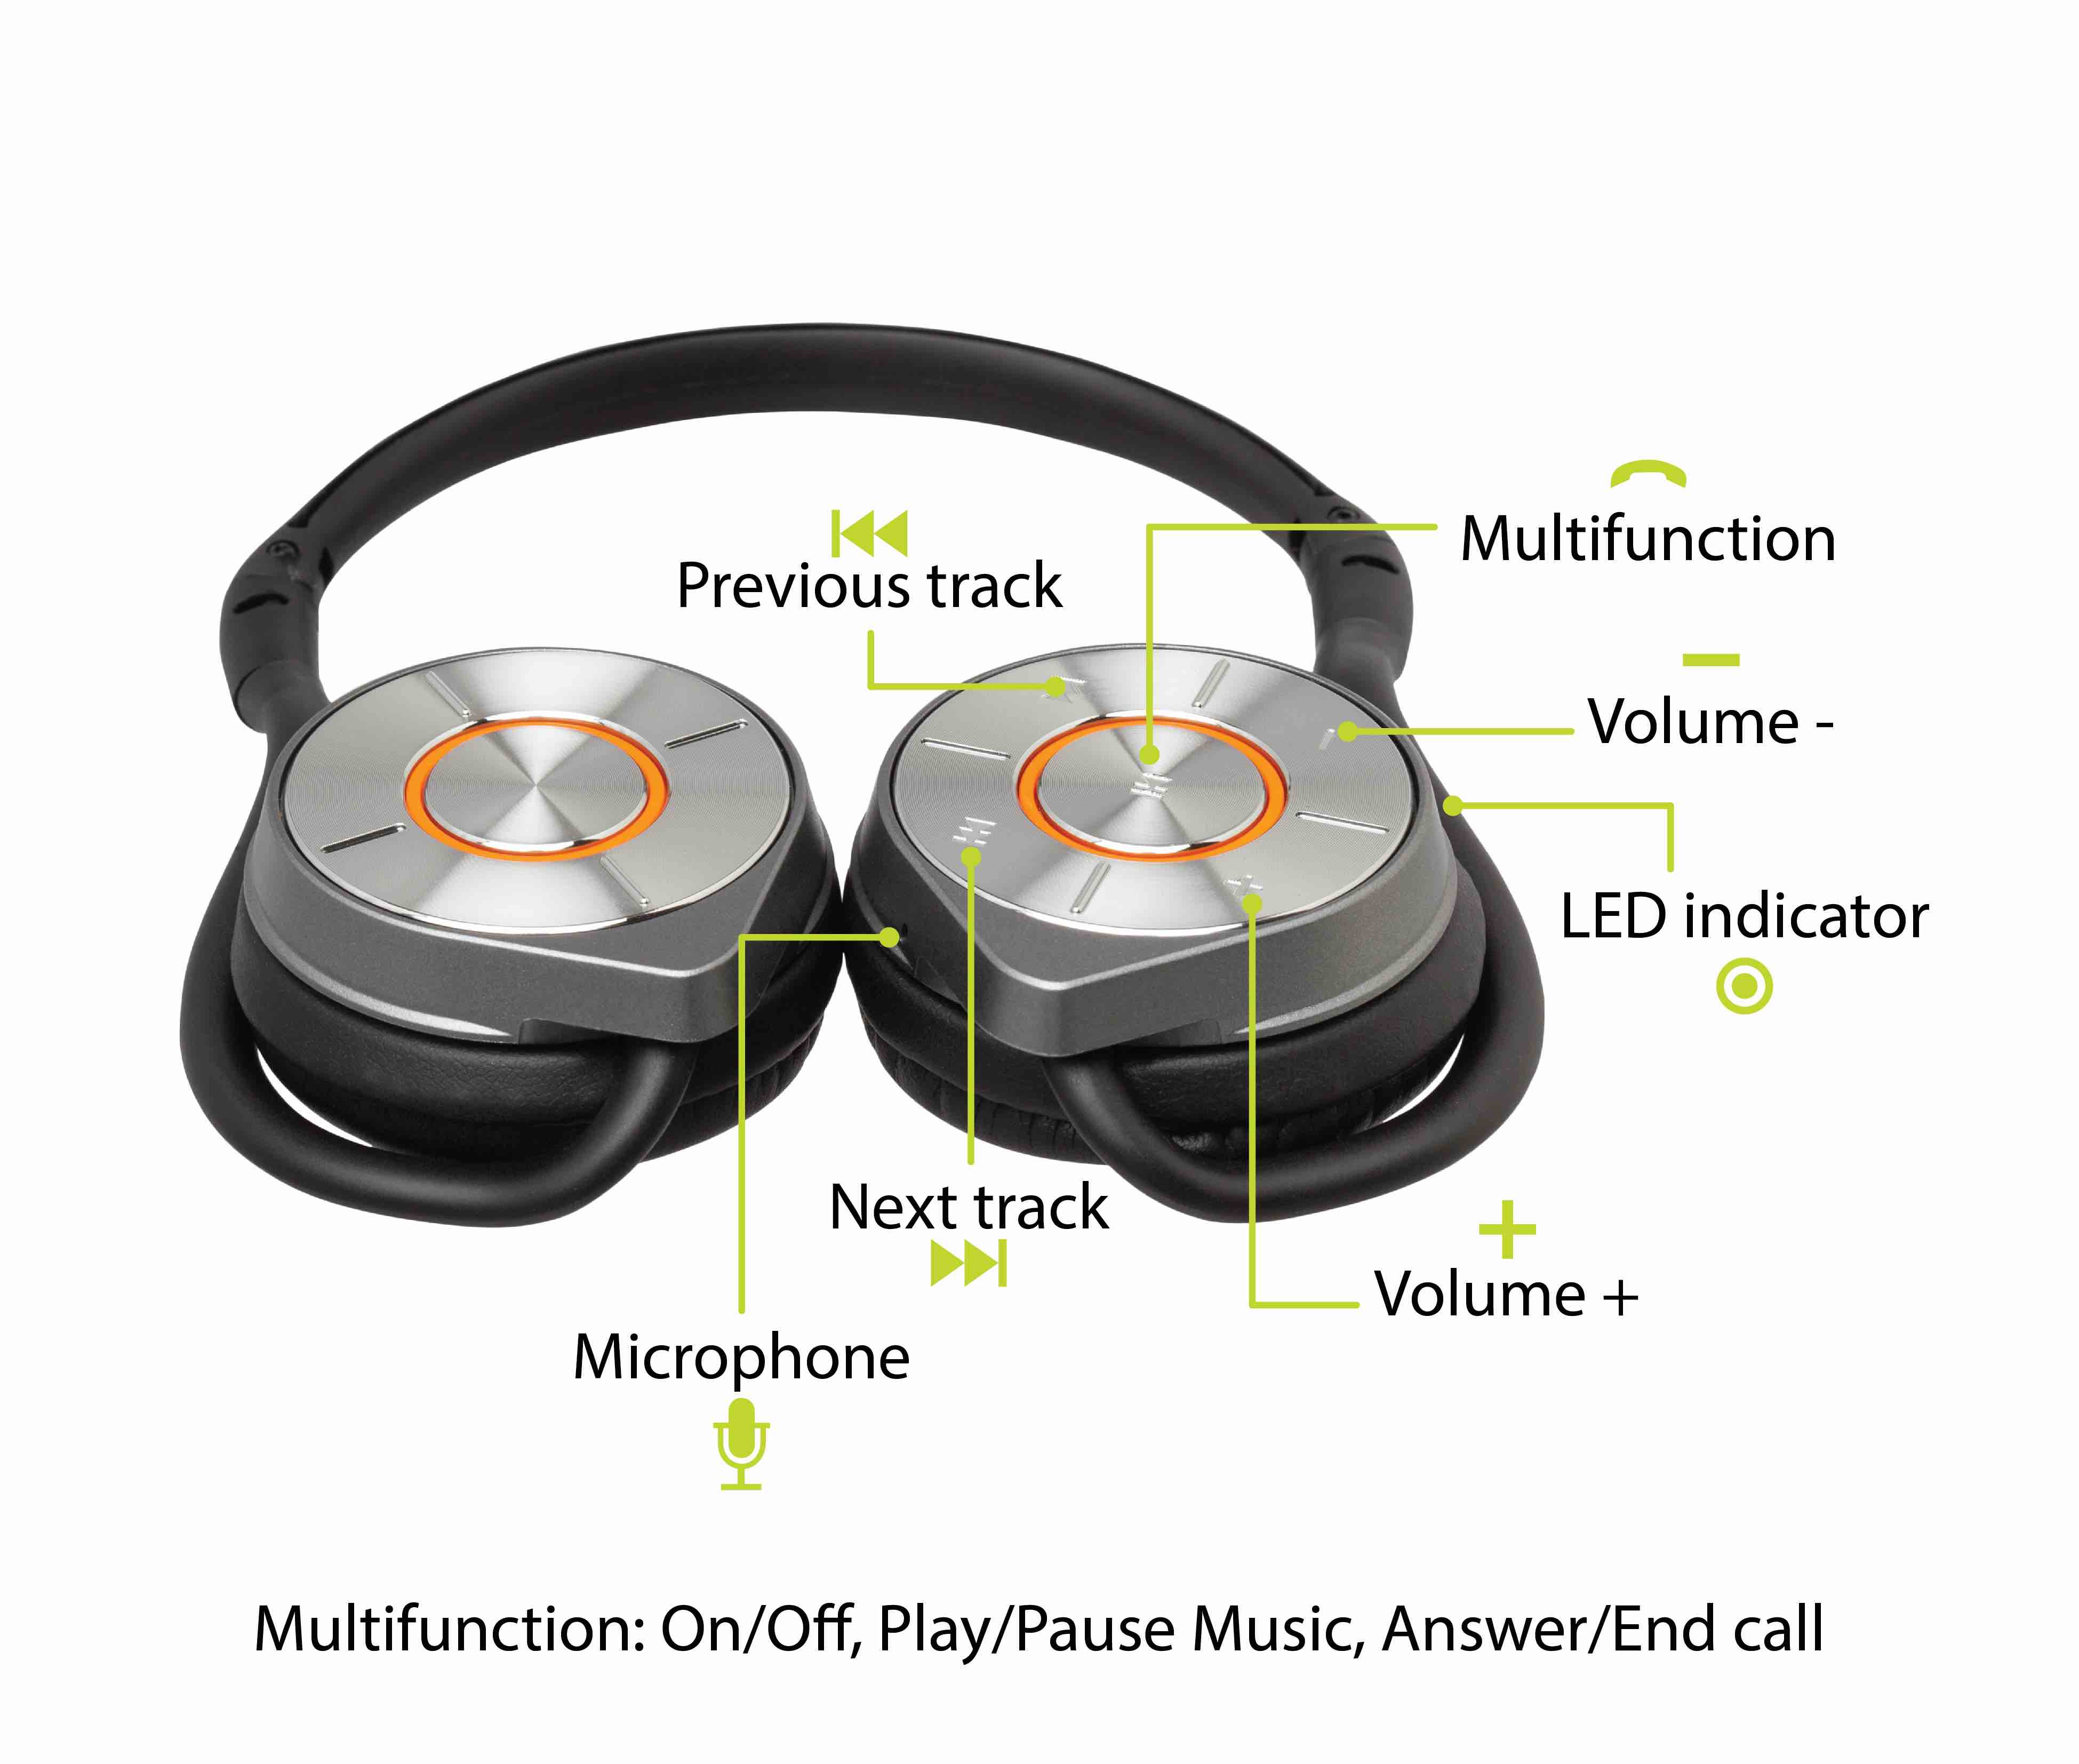 Multifunction
Previous track
Volume -
LED indicator
Next track
Volume +
Microphone
Multifunction: On/Off, Play/Pause Music, Answer/End call